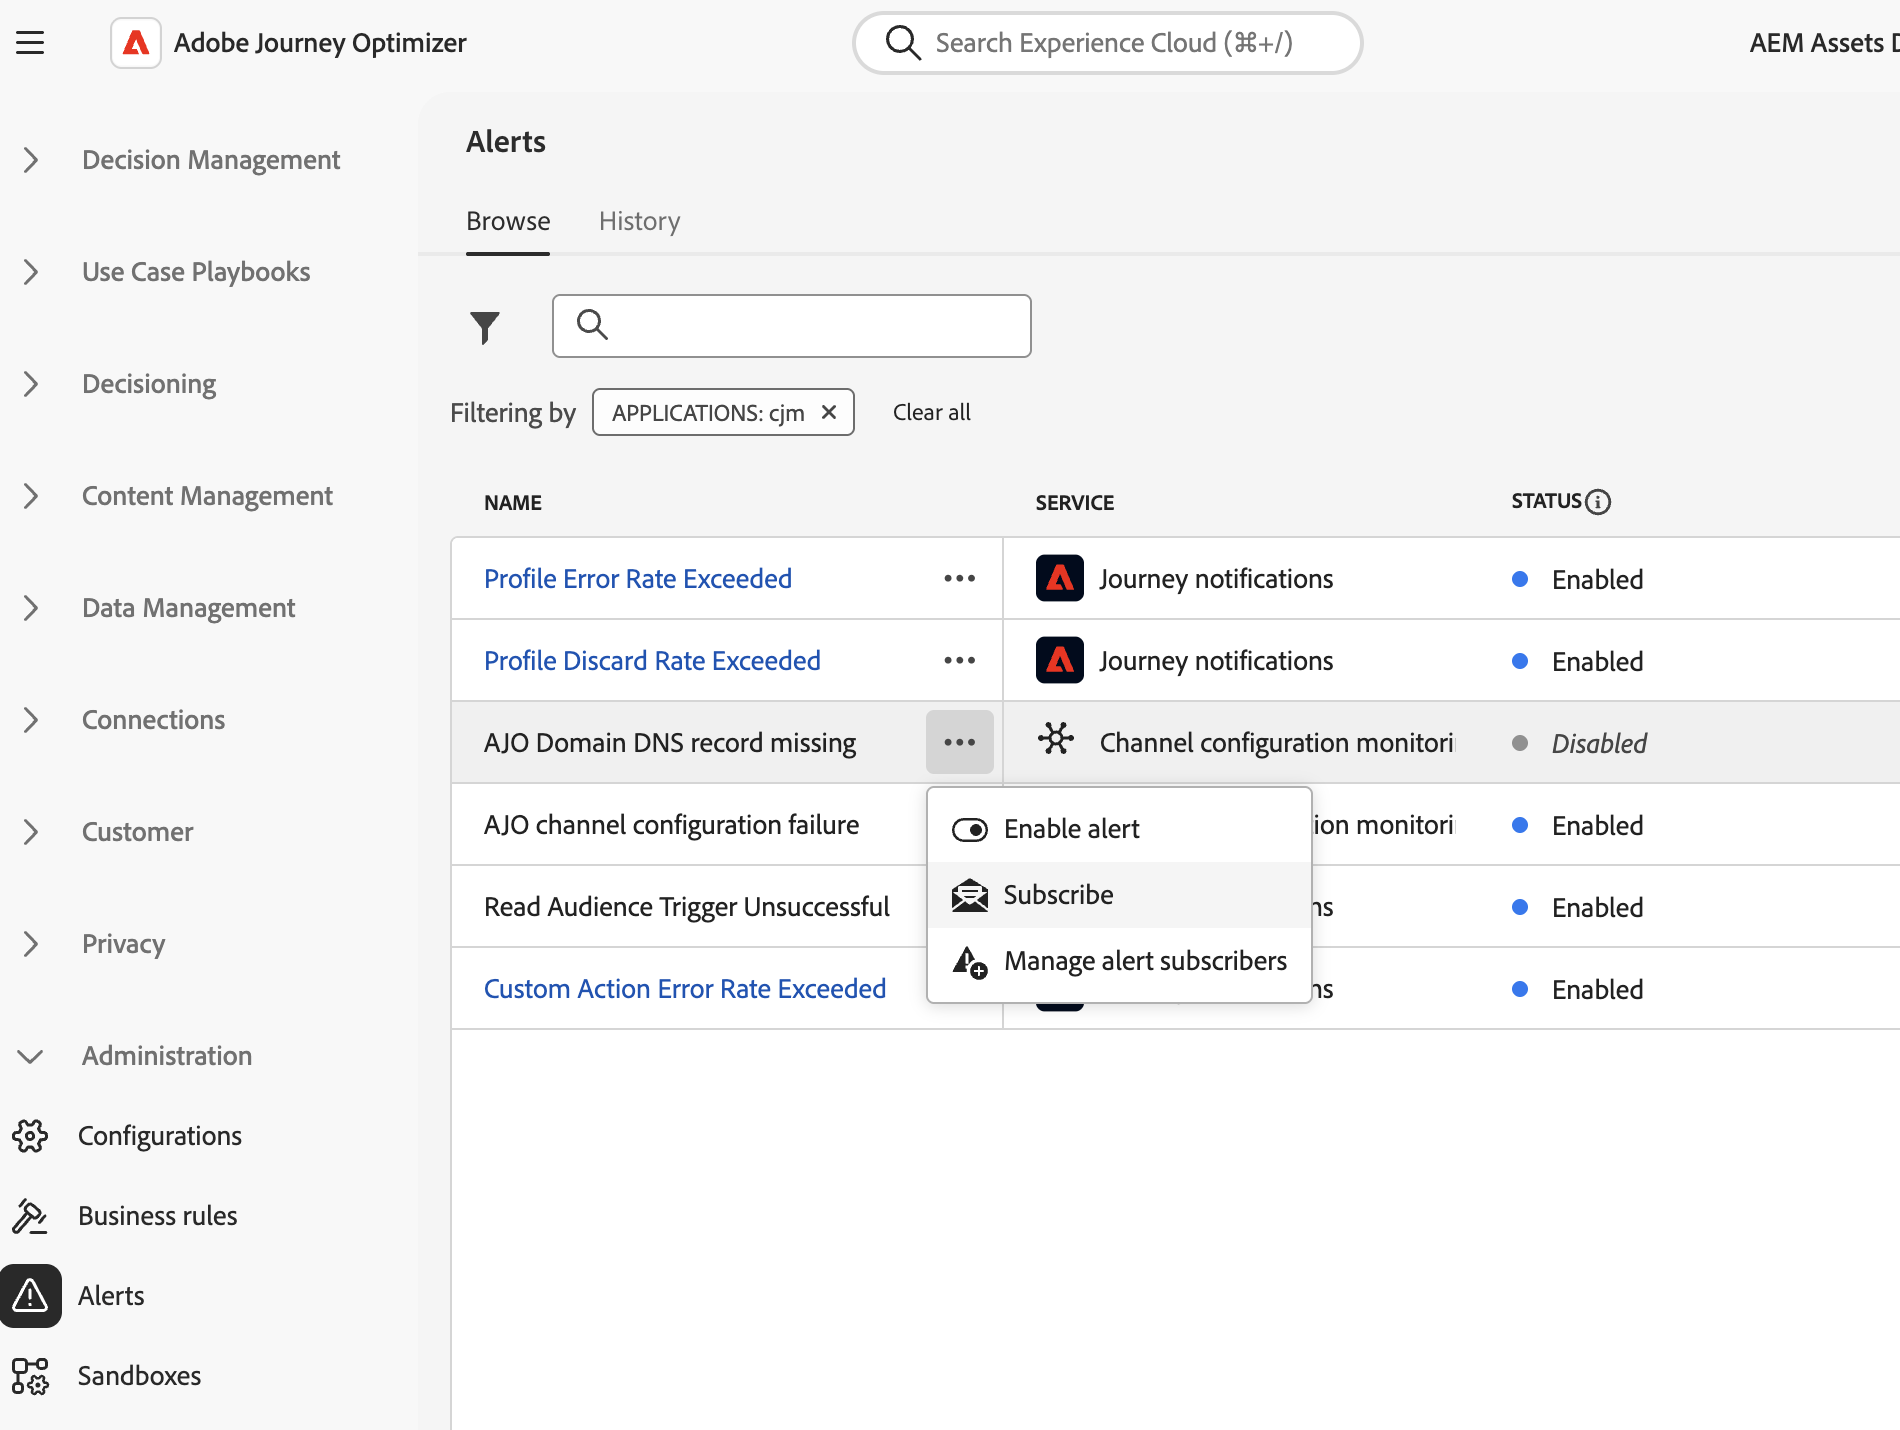 Adobe Journey Optimizer
Search Experience Cloud (⌘+/)
AEM Assets
Decision Management
Use Case Playbooks
Decisioning
Content Management
Data Management
Connections
Customer
Privacy
Administration
Configurations
Business rules
Alerts
Sandboxes
Alerts
Browse History
Filtering by APPLICATIONS: cjm Clear all
NAME SERVICE STATUS
Profile Error Rate Exceeded Journey notifications Enabled
Profile Discard Rate Exceeded Journey notifications Enabled
AJO Domain DNS record missing Channel configuration monitori Disabled
AJO channel configuration failure ion monitori Enabled
Read Audience Trigger Unsuccessful ns Enabled
Custom Action Error Rate Exceeded ns Enabled
Enable alert
Subscribe
Manage alert subscribers